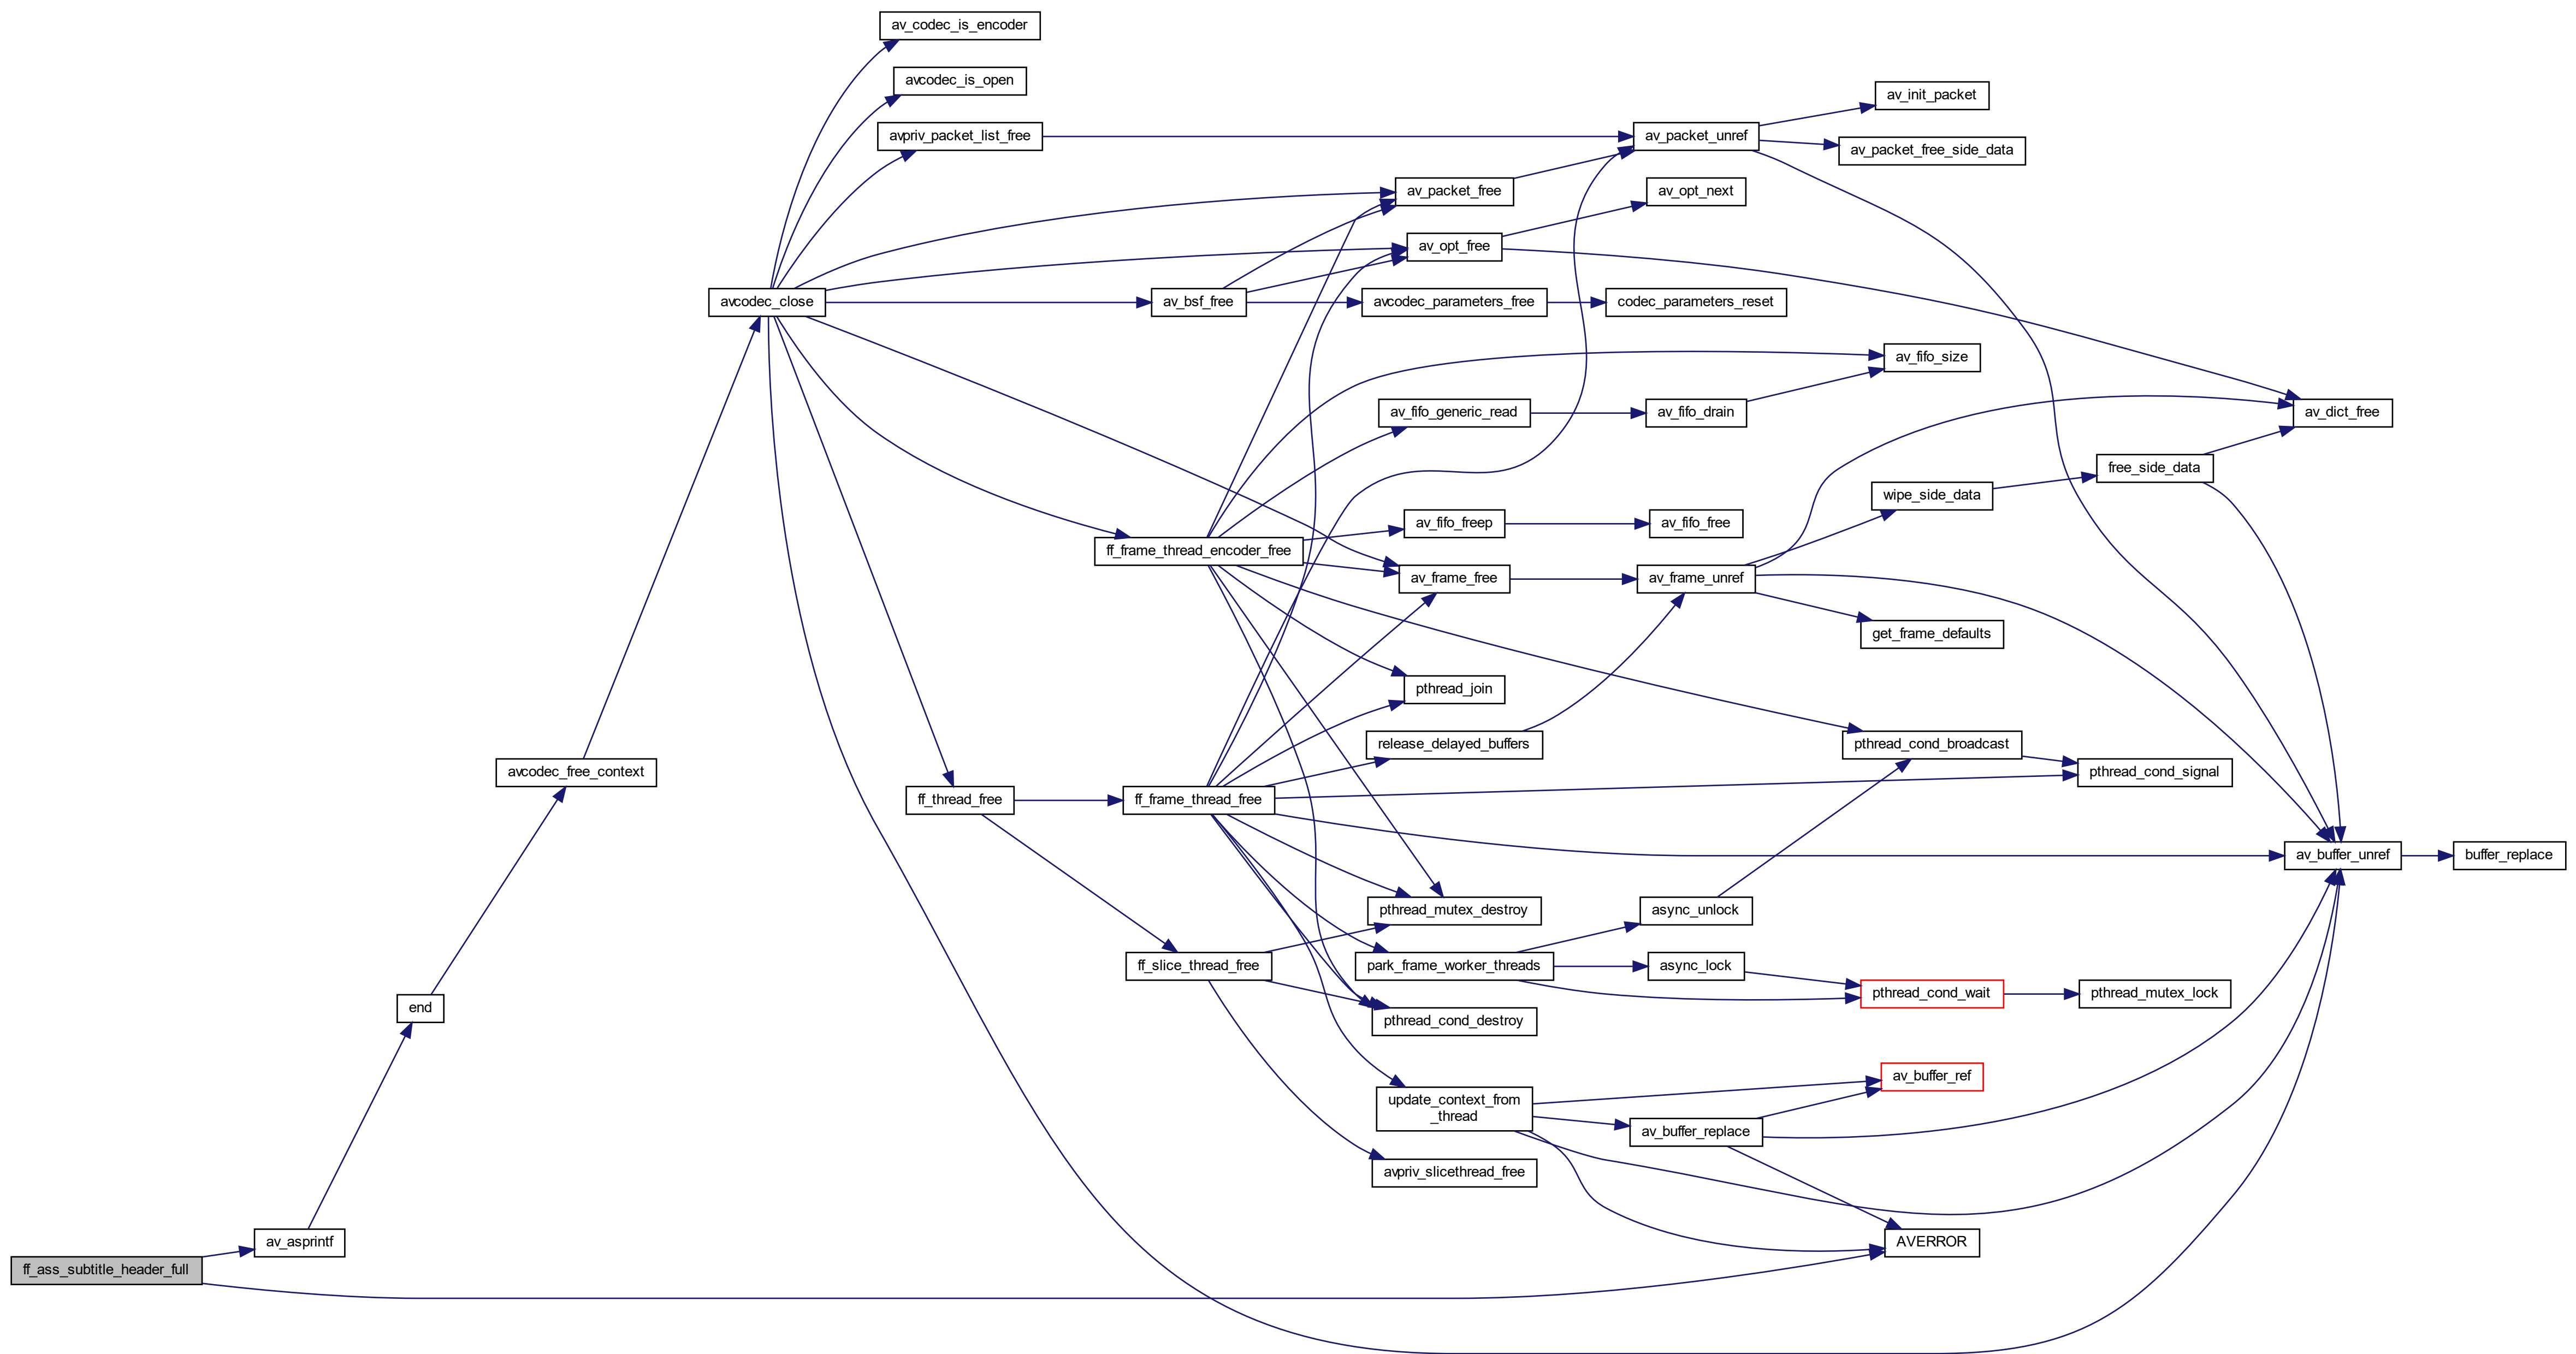 av_codec_is_encoder
avcodec_is_open
av_init_packet
avpriv_packet_list_free
av_packet_unref
av_packet_free_side_data
av_packet_free
av_opt_next
av_opt_free
avcodec_close
av_bsf_free
avcodec_parameters_free
codec_parameters_reset
av_fifo_size
av_fifo_generic_read
av_fifo_drain
av_dict_free
free_side_data
wipe_side_data
av_fifo_freep
av_fifo_free
ff_frame_thread_encoder_free
av_frame_free
av_frame_unref
get_frame_defaults
pthread_join
release_delayed_buffers
pthread_cond_broadcast
avcodec_free_context
pthread_cond_signal
ff_thread_free
ff_frame_thread_free
av_buffer_unref
buffer_replace
pthread_mutex_destroy
async_unlock
ff_slice_thread_free
park_frame_worker_threads
async_lock
pthread_cond_wait
pthread_mutex_lock
end
pthread_cond_destroy
av_buffer_ref
update_context_from
_thread
av_buffer_replace
avpriv_slicethread_free
av_asprintf
AVERROR
ff_ass_subtitle_header_full